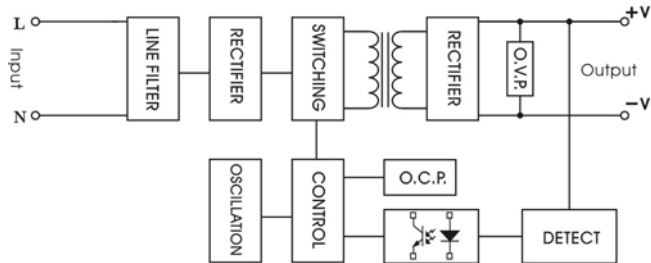 L
Input
N
LINE FILTER
RECTIFIER
SWITCHING
RECTIFIER
O.V.P.
+V
Output
−V
OSCILLATION
CONTROL
O.C.P.
DETECT